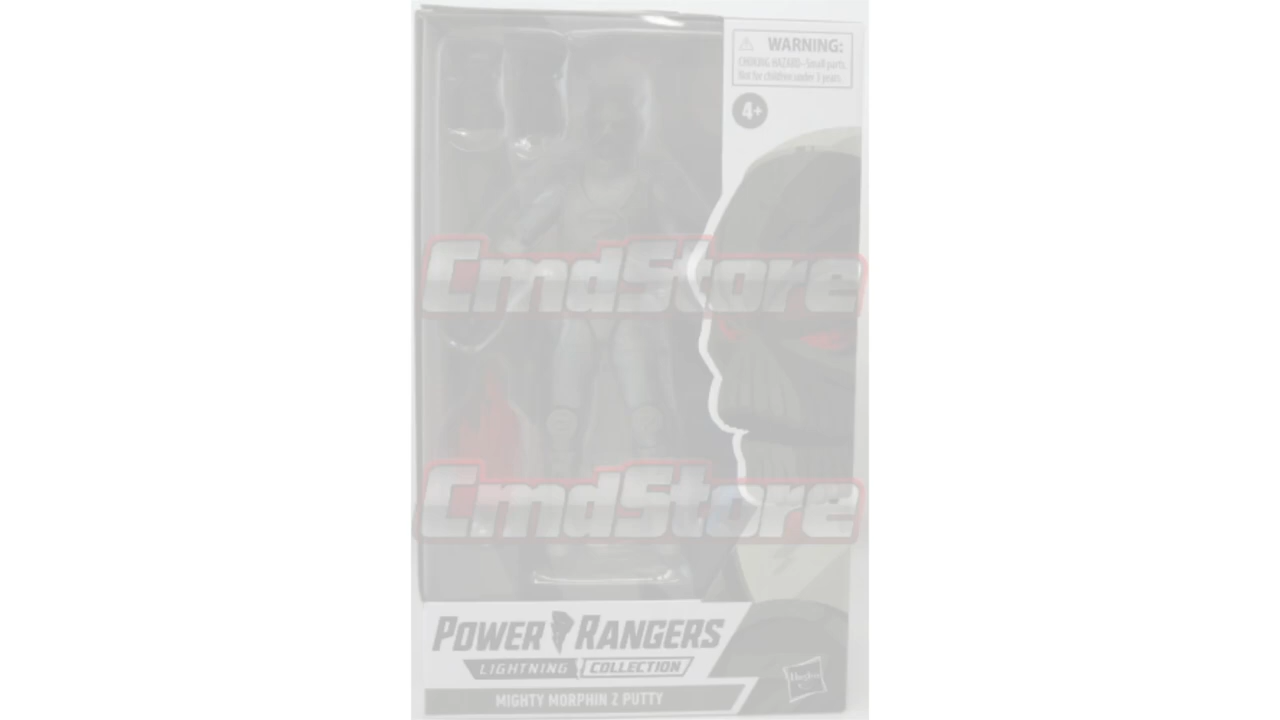 WARNING:
CHOKING HAZARD-Small parts.
Not for children under 3 years.
4+
CmdStore
CmdStore
POWER RANGERS
LIGHTNING COLLECTION
MIGHTY MORPHIN Z PUTTY
Hasbro